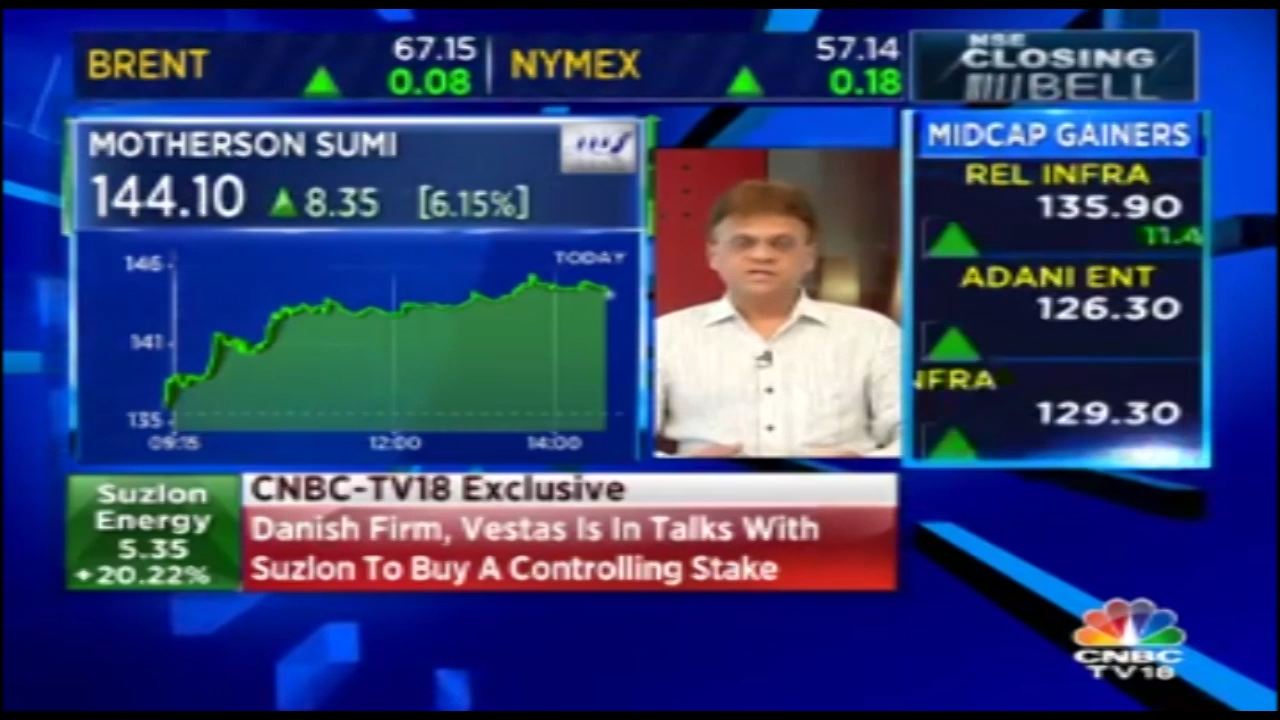 BRENT 67.15
0.08
NYMEX 57.14
0.18
NSE
CLOSING
BELL
MOTHERSON SUMI
144.10 8.35 [6.15%]
TODAY
146
141
135
09:15 12:00 14:00
MIDCAP GAINERS
REL INFRA
135.90
11.4
ADANI ENT
126.30
NFRA
129.30
Suzlon
Energy
5.35
+20.22%
CNBC-TV18 Exclusive
Danish Firm, Vestas Is In Talks With
Suzlon To Buy A Controlling Stake
CNBC
TV18